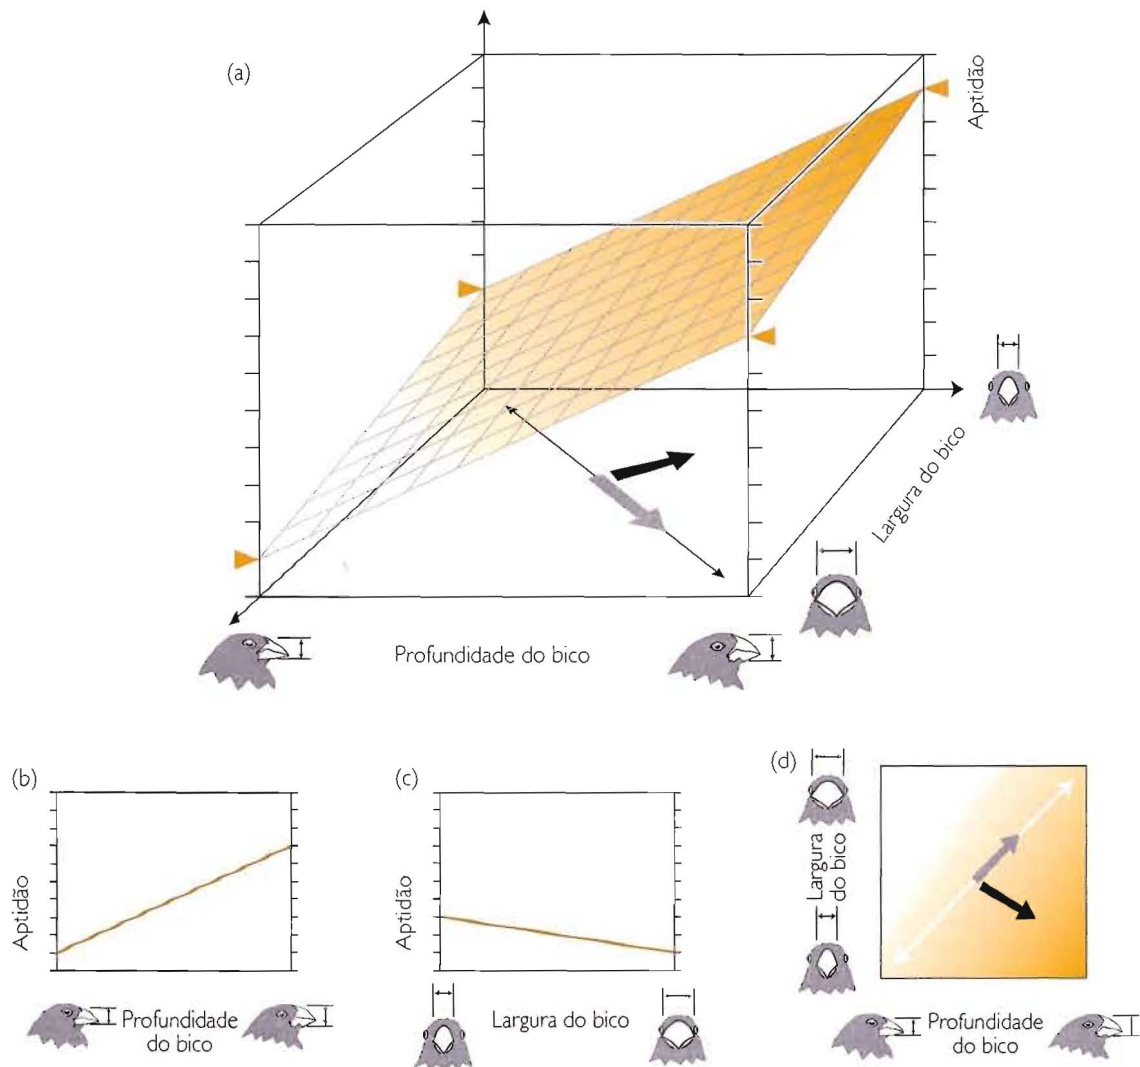 (a)
Aptidão
Largura do bico
Profundidade do bico
(b)
Aptidão
Profundidade
do bico
(c)
Aptidão
Largura do bico
(d)
Largura
do bico
Profundidade
do bico